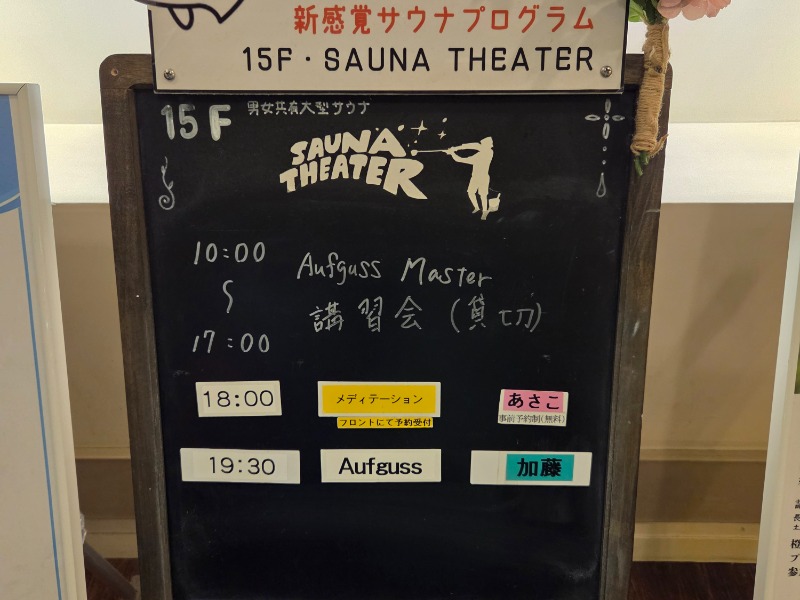 新感覚サウナプログラム
15F・SAUNA THEATER
15F 男女共有大型サウナ
SAUNA
THEATER
10:00
〜
17:00
Aufguss Master
講習会(貸切)
18:00 メディテーション あさこ
フロントにて予約受付 事前予約制(無料)
19:30 Aufguss 加藤